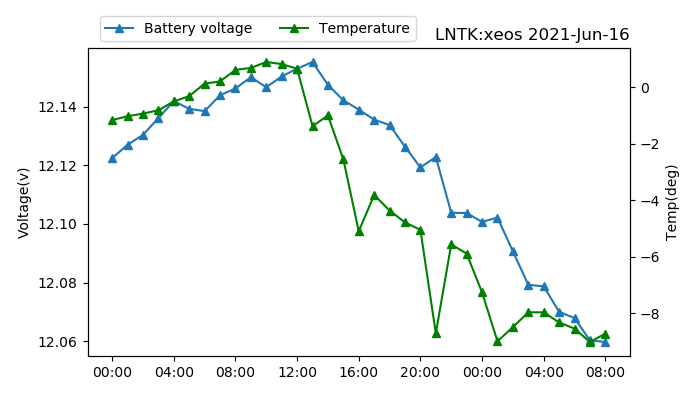 Battery voltage Temperature
LNTK:xeos 2021-Jun-16
Voltage(v)
12.14
12.12
12.10
12.08
12.06
0
−2
−4
−6
−8
Temp(deg)
00:00 04:00 08:00 12:00 16:00 20:00 00:00 04:00 08:00